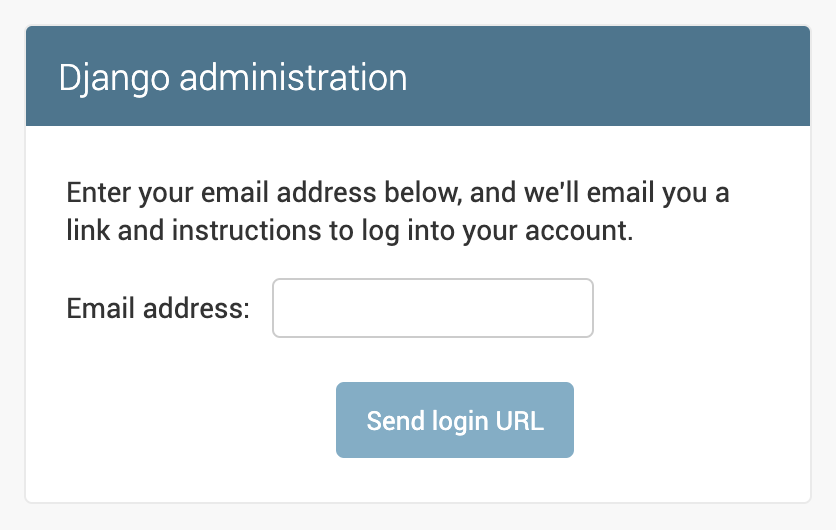 Django administration
Enter your email address below, and we'll email you a
link and instructions to log into your account.
Email address:
Send login URL